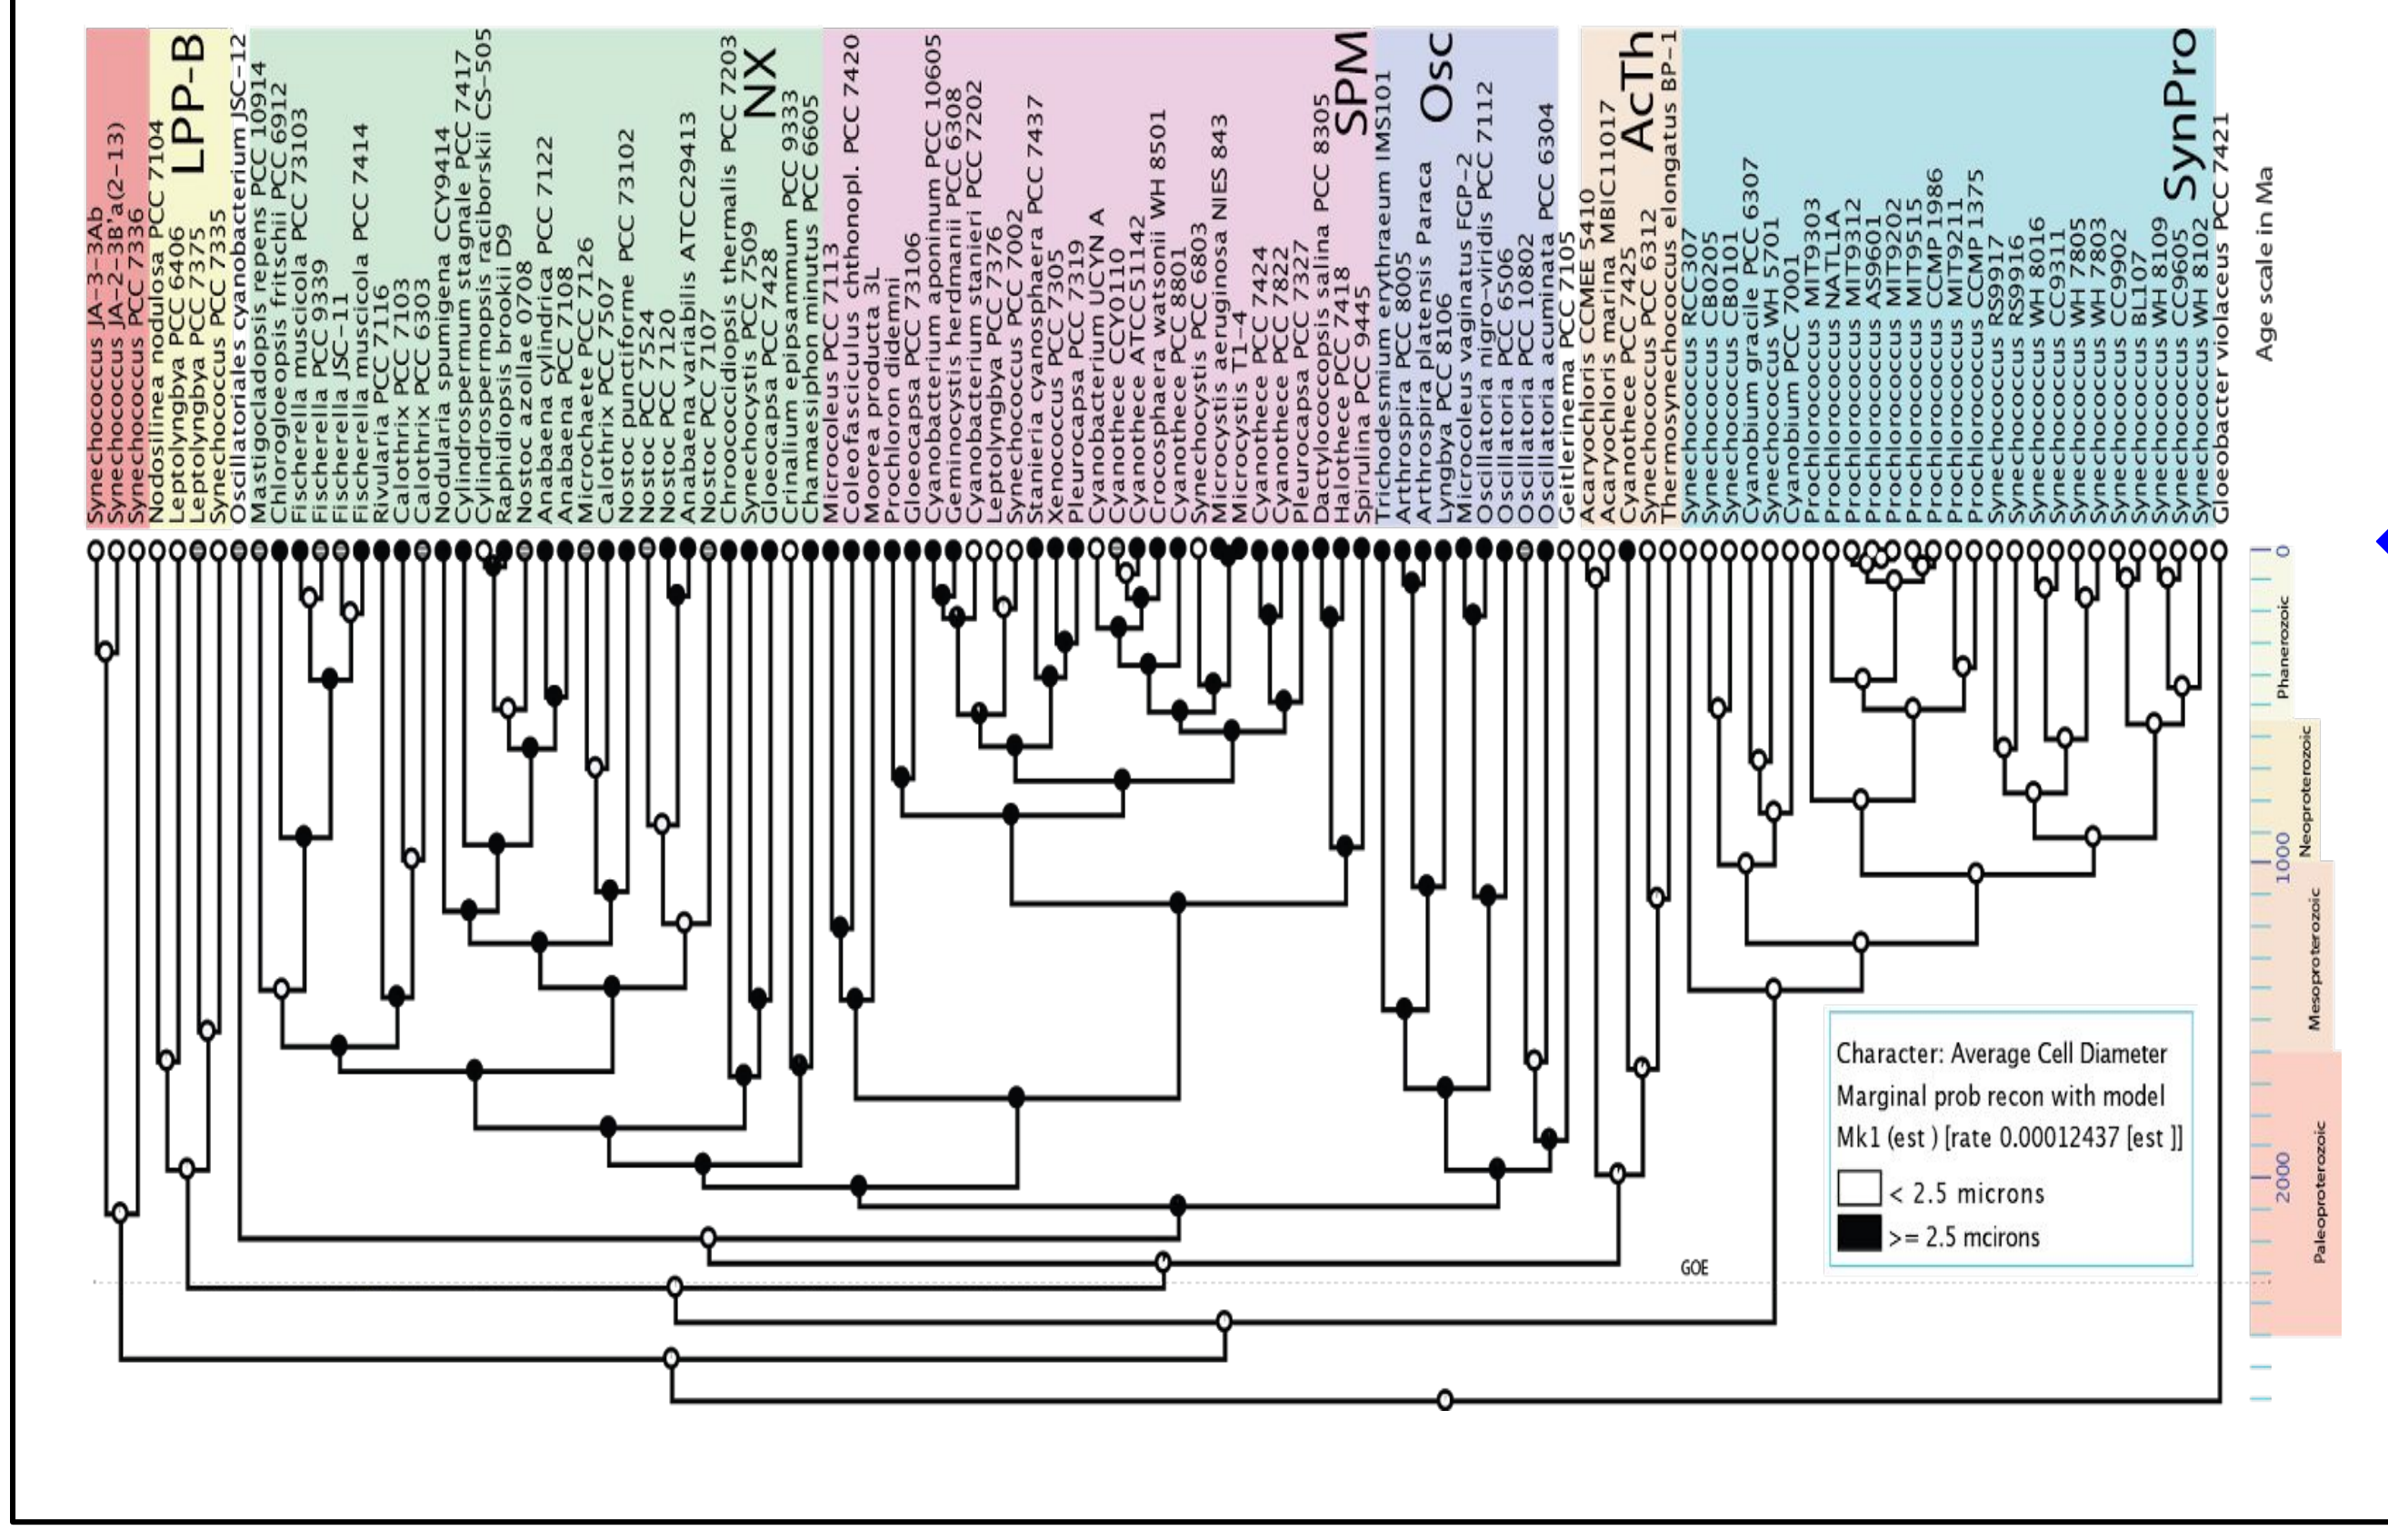 Synechococcus JA-3-3Ab
Synechococcus JA-2-3B'a(2-13)
Synechococcus PCC 7336
Nodosilinea nodulosa PCC 7104
Leptolyngbya PCC 6406
Leptolyngbya PCC 7375
Synechococcus PCC 7335
LPP-B
Oscillatoriales cyanobacterium JSC-12
Mastigocladopsis repens PCC 10914
Chlorogloeopsis fritschii PCC 6912
Fischerella muscicola PCC 73103
Fischerella PCC 9339
Fischerella JSC-11
Fischerella muscicola PCC 7414
Rivularia PCC 7116
Calothrix PCC 7103
Calothrix PCC 6303
Nodularia spumigena CCY9414
Cylindrospermum stagnale PCC 7417
Cylindrospermopsis raciborskii CS-505
Raphidiopsis brookii D9
Nostoc azollae 0708
Anabaena cylindrica PCC 7122
Anabaena PCC 7108
Microchaete PCC 7126
Calothrix PCC 7507
Nostoc punctiforme PCC 73102
Nostoc PCC 7524
Nostoc PCC 7120
Anabaena variabilis ATCC29413
Nostoc PCC 7107
Chroococcidiopsis thermalis PCC 7203
Synechocystis PCC 7509
Gloeocapsa PCC 7428
Crinalium epipsammum PCC 9333
Chamaesiphon minutus PCC 6605
NX
Microcoleus PCC 7113
Coleofasciculus chthonopl. PCC 7420
Moorea producta 3L
Prochloron didemni
Gloeocapsa PCC 73106
Cyanobacterium aponinum PCC 10605
Geminocystis herdmanii PCC 6308
Cyanobacterium stanieri PCC 7202
Leptolyngbya PCC 7376
Synechococcus PCC 7002
Stanieria cyanosphaera PCC 7437
Xenococcus PCC 7305
Pleurocapsa PCC 7319
Cyanobacterium UCYN A
Cyanothece CCY0110
Cyanothece ATCC51142
Crocosphaera watsonii WH 8501
Cyanothece PCC 8801
Synechocystis PCC 6803
Microcystis aeruginosa NIES 843
Microcystis T1-4
Cyanothece PCC 7424
Cyanothece PCC 7822
Pleurocapsa PCC 7327
Dactylococcopsis salina PCC 8305
Halothece PCC 7418
Spirulina PCC 9445
SPM
Trichodesmium erythraeum IMS101
Arthrospira PCC 8005
Arthrospira platensis Paraca
Lyngbya PCC 8106
Microcoleus vaginatus FGP-2
Oscillatoria nigro-viridis PCC 7112
Oscillatoria PCC 6506
Oscillatoria PCC 10802
Oscillatoria acuminata PCC 6304
Osc
Geitlerinema PCC 7105
Acaryochloris CCMEE 5410
Acaryochloris marina MBIC11017
Cyanothece PCC 7425
Synechococcus PCC 6312
Thermosynechococcus elongatus BP-1
AcTh
Synechococcus RCC307
Synechococcus CB0205
Synechococcus CB0101
Cyanobium gracile PCC 6307
Synechococcus WH 5701
Cyanobium PCC 7001
Prochlorococcus MIT9303
Prochlorococcus NATL1A
Prochlorococcus MIT9312
Prochlorococcus AS9601
Prochlorococcus MIT9202
Prochlorococcus MIT9515
Prochlorococcus CCMP 1986
Prochlorococcus MIT9211
Prochlorococcus CCMP 1375
Synechococcus RS9917
Synechococcus RS9916
Synechococcus WH 8016
Synechococcus CC9311
Synechococcus WH 7805
Synechococcus WH 7803
Synechococcus CC9902
Synechococcus BL107
Synechococcus WH 8109
Synechococcus CC9605
Synechococcus WH 8102
SynPro
Gloeobacter violaceus PCC 7421
Age scale in Ma
0
1000
2000
Phanerozoic
Neoproterozoic
Mesoproterozoic
Paleoproterozoic
GOE
Character: Average Cell Diameter
Marginal prob recon with model
Mk1 (est ) [rate 0.00012437 [est ]]
< 2.5 microns
>= 2.5 mcirons